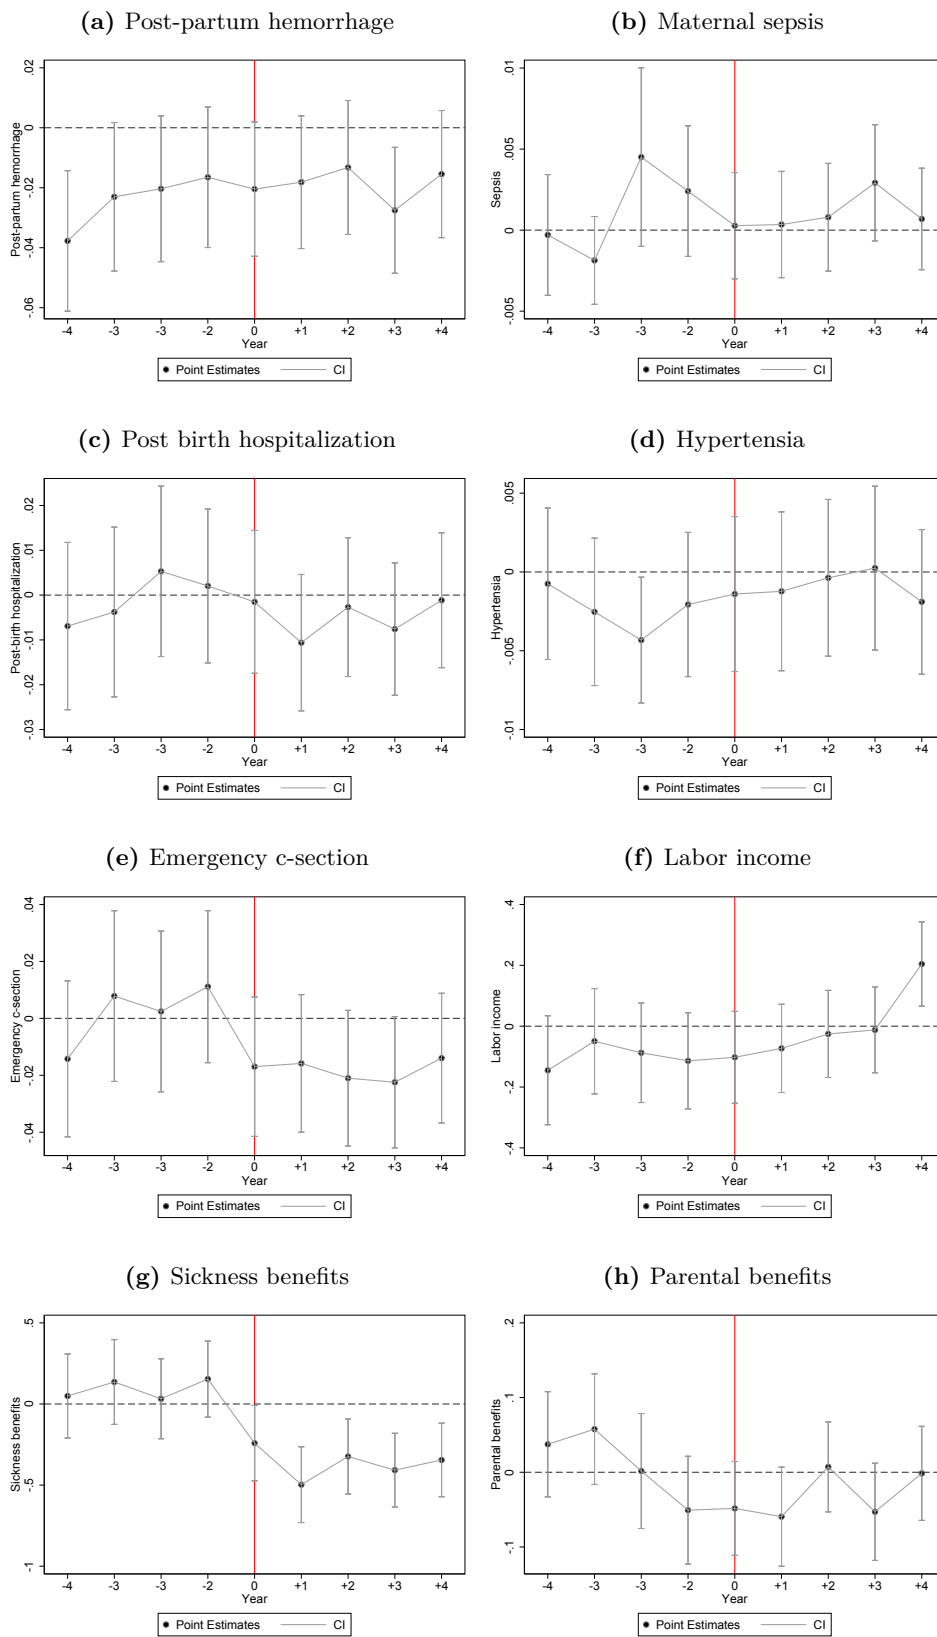 (a) Post-partum hemorrhage
Post-partum hemorrhage
.02
0
-.02
-.04
-.06
-4 -3 -3 -2 0 +1 +2 +3 +4
Year
Point Estimates CI
(b) Maternal sepsis
Sepsis
.01
.005
0
-.005
-4 -3 -3 -2 0 +1 +2 +3 +4
Year
Point Estimates CI
(c) Post birth hospitalization
Post-birth hospitalization
.02
.01
0
-.01
-.02
-.03
-4 -3 -3 -2 0 +1 +2 +3 +4
Year
Point Estimates CI
(d) Hypertensia
Hypertensia
.005
0
-.005
-.01
-4 -3 -3 -2 0 +1 +2 +3 +4
Year
Point Estimates CI
(e) Emergency c-section
Emergency c-section
.04
.02
0
-.02
-.04
-4 -3 -3 -2 0 +1 +2 +3 +4
Year
Point Estimates CI
(f) Labor income
Labor income
.4
.2
0
-.2
-.4
-4 -3 -3 -2 0 +1 +2 +3 +4
Year
Point Estimates CI
(g) Sickness benefits
Sickness benefits
.5
0
-.5
-1
-4 -3 -3 -2 0 +1 +2 +3 +4
Year
Point Estimates CI
(h) Parental benefits
Parental benefits
.2
.1
0
-.1
-4 -3 -3 -2 0 +1 +2 +3 +4
Year
Point Estimates CI